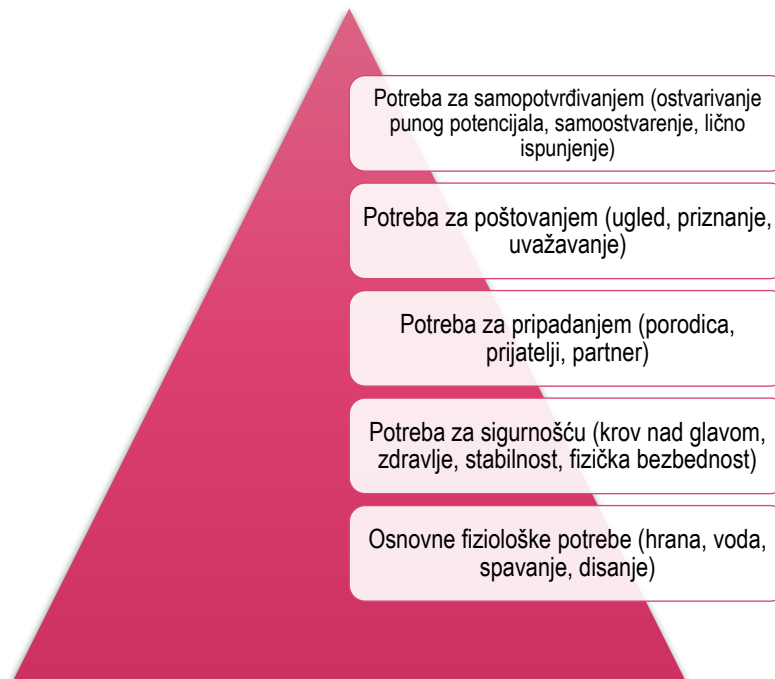 Potreba za samopotvrđivanjem (ostvarivanje
punog potencijala, samoostvarenje, lično
ispunjenje)
Potreba za poštovanjem (ugled, priznanje,
uvažavanje)
Potreba za pripadanjem (porodica,
prijatelji, partner)
Potreba za sigurnošću (krov nad glavom,
zdravlje, stabilnost, fizička bezbednost)
Osnovne fiziološke potrebe (hrana, voda,
spavanje, disanje)